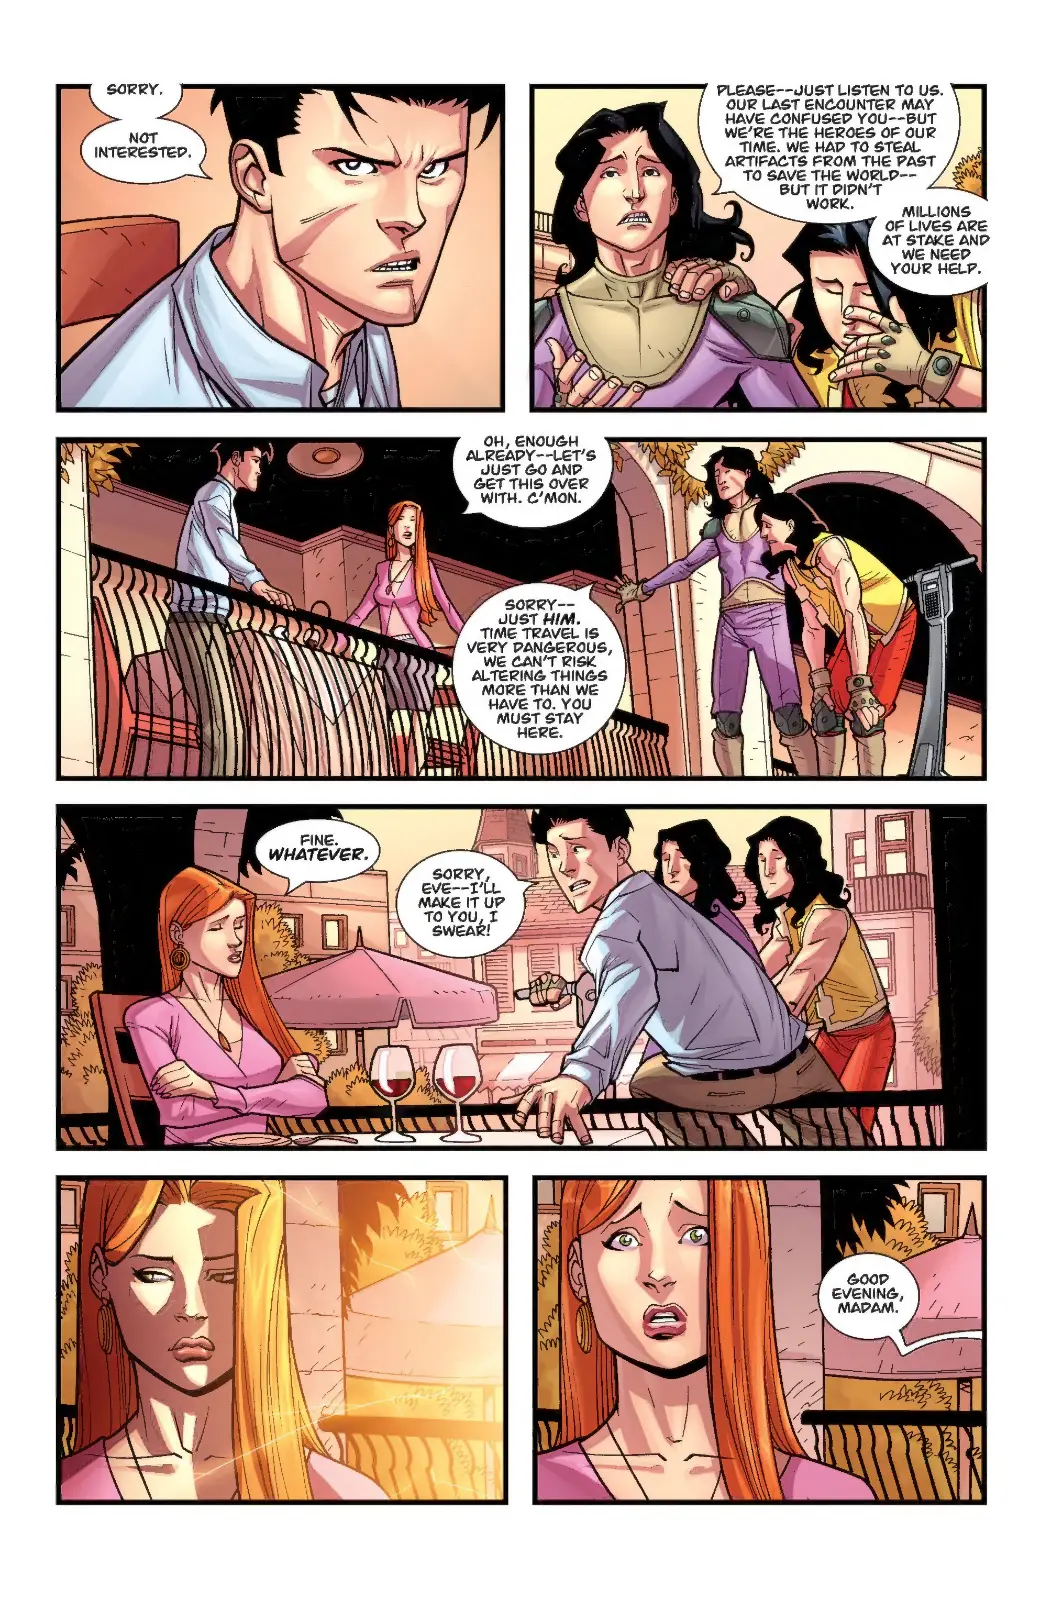 SORRY.
NOT
INTERESTED.
PLEASE--JUST LISTEN TO US.
OUR LAST ENCOUNTER MAY
HAVE CONFUSED YOU--BUT
WE'RE THE HEROES OF OUR
TIME. WE HAD TO STEAL
ARTIFACTS FROM THE PAST
TO SAVE THE WORLD--
BUT IT DIDN'T
WORK.
MILLIONS
OF LIVES ARE
AT STAKE AND
WE NEED
YOUR HELP.
OH, ENOUGH
ALREADY--LET'S
JUST GO AND
GET THIS OVER
WITH. C'MON.
SORRY--
JUST HIM.
TIME TRAVEL IS
VERY DANGEROUS,
WE CAN'T RISK
ALTERING THINGS
MORE THAN WE
HAVE TO. YOU
MUST STAY
HERE.
FINE.
WHATEVER.
SORRY,
EVE--I'LL
MAKE IT UP
TO YOU, I
SWEAR!
GOOD
EVENING,
MADAM.